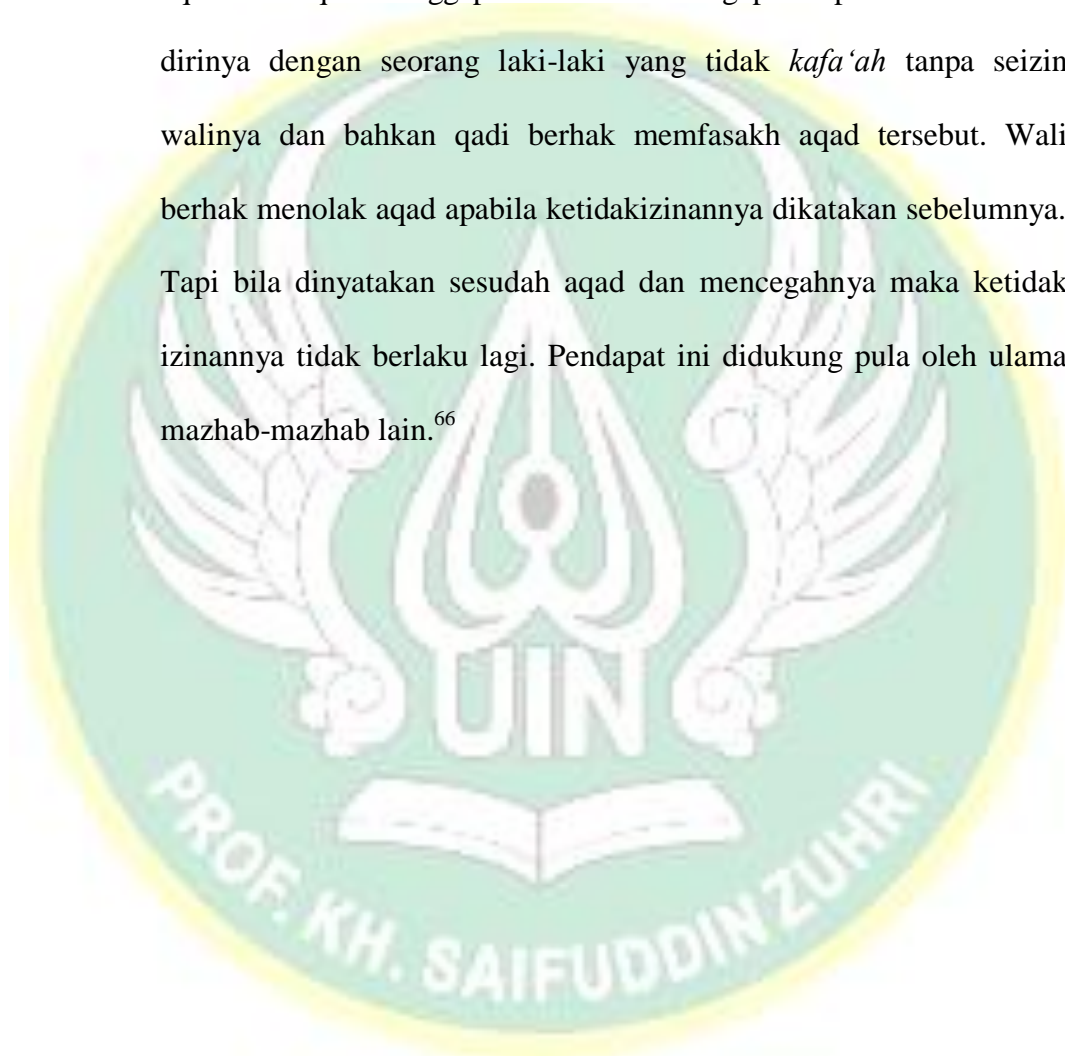 dirinya dengan seorang laki-laki yang tidak kafa‘ah tanpa seizin
walinya dan bahkan qadi berhak memfasakh aqad tersebut. Wali
berhak menolak aqad apabila ketidakizinannya dikatakan sebelumnya.
Tapi bila dinyatakan sesudah aqad dan mencegahnya maka ketidak
izinannya tidak berlaku lagi. Pendapat ini didukung pula oleh ulama
mazhab-mazhab lain.66
UIN
PROF. KH. SAIFUDDIN ZUHRI